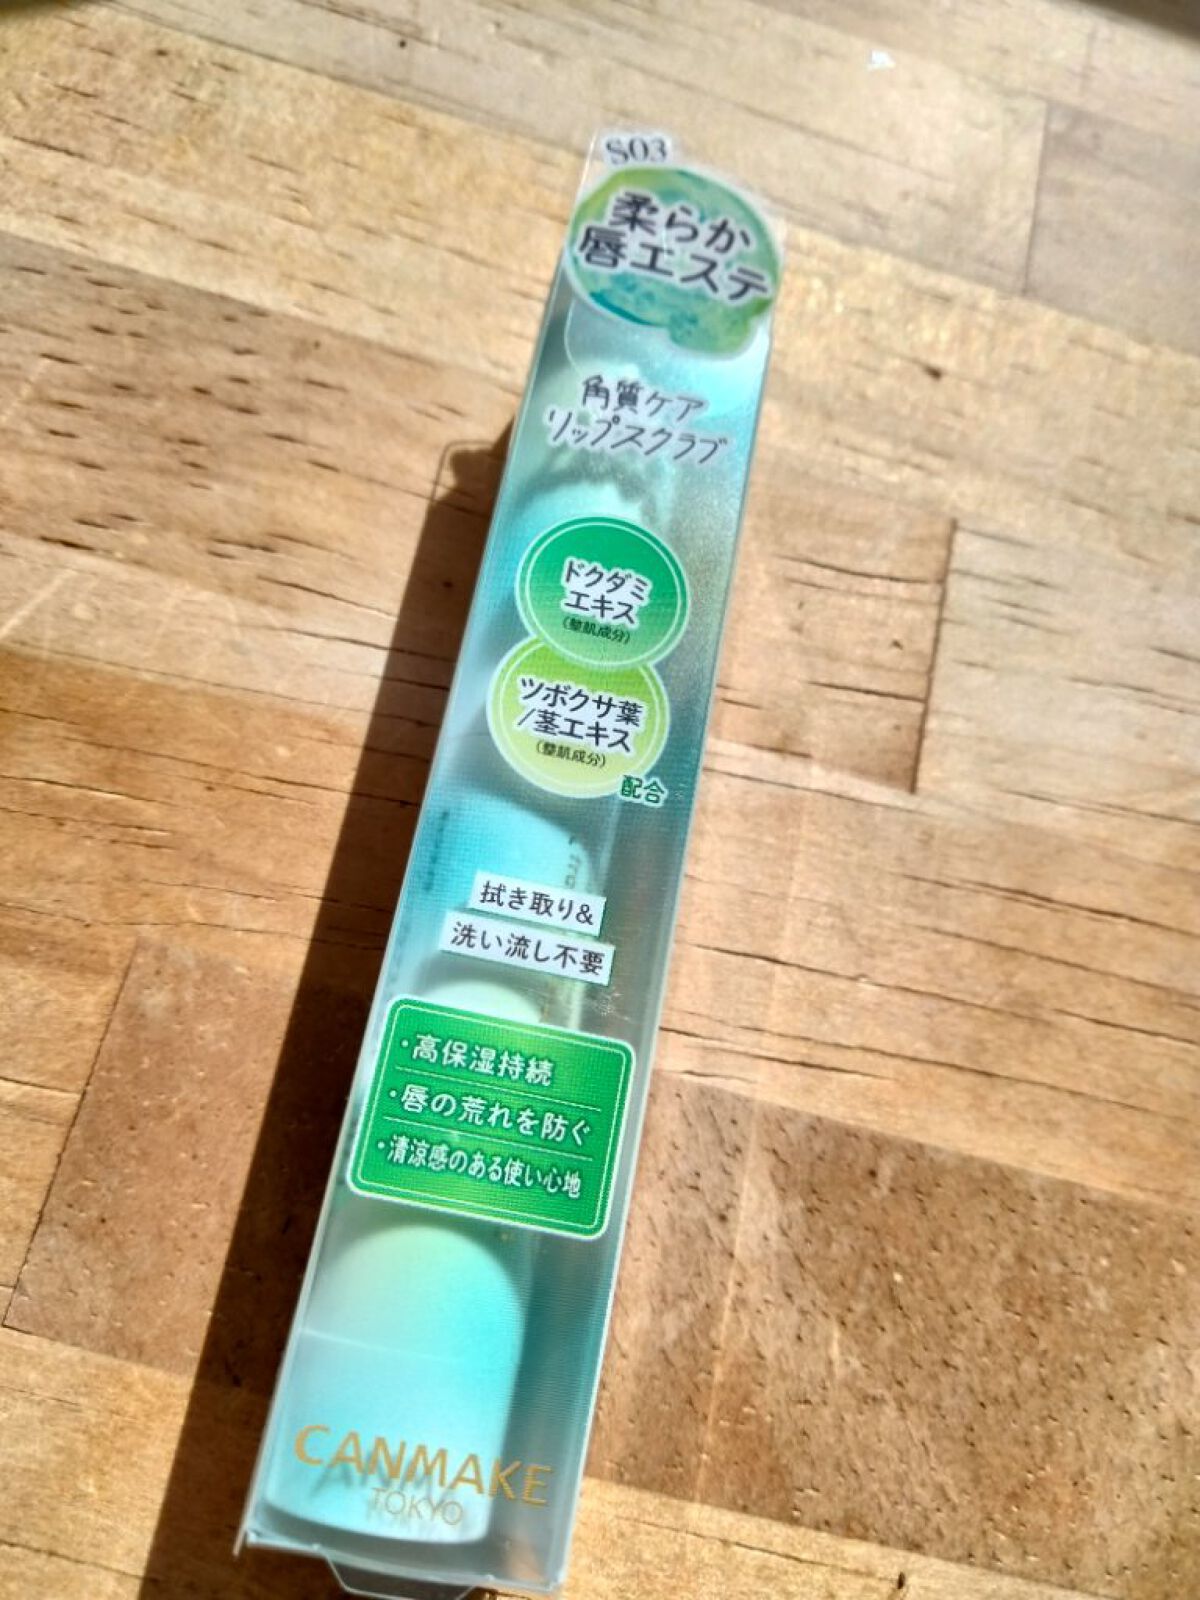 S03
柔らか
唇エステ
角質ケア
リップスクラブ
ドクダミ
エキス
(整肌成分)
ツボクサ葉
/茎エキス
(整肌成分)
配合
拭き取り&
洗い流し不要
・高保湿持続
・唇の荒れを防ぐ
・清涼感のある使い心地
CANMAKE
TOKYO